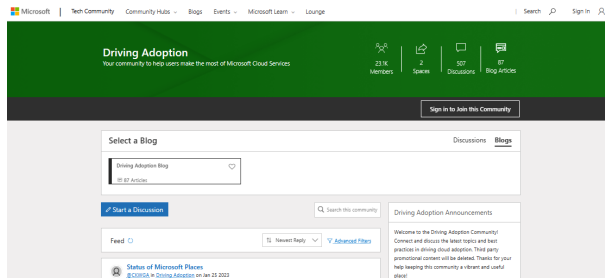 Microsoft Tech Community Community Hubs Blogs Events Microsoft Learn Lounge Search Sign In
Driving Adoption
Your community to help users make the most of Microsoft Cloud Services
23.1K
Members
2
Spaces
507
Discussions
87
Blog Articles
Sign in to Join this Community
Select a Blog
Discussions Blogs
Driving Adoption Blog
87 Articles
Start a Discussion
Search this community
Feed
Newest Reply
Advanced Filters
Status of Microsoft Places
in Driving Adoption on Jan 25 2023
Driving Adoption Announcements
Welcome to the Driving Adoption Community!
Connect and discuss the latest topics and best
practices in driving cloud adoption. Third party
promotional content will be deleted. Thanks for your
help keeping this community a vibrant and useful
place!